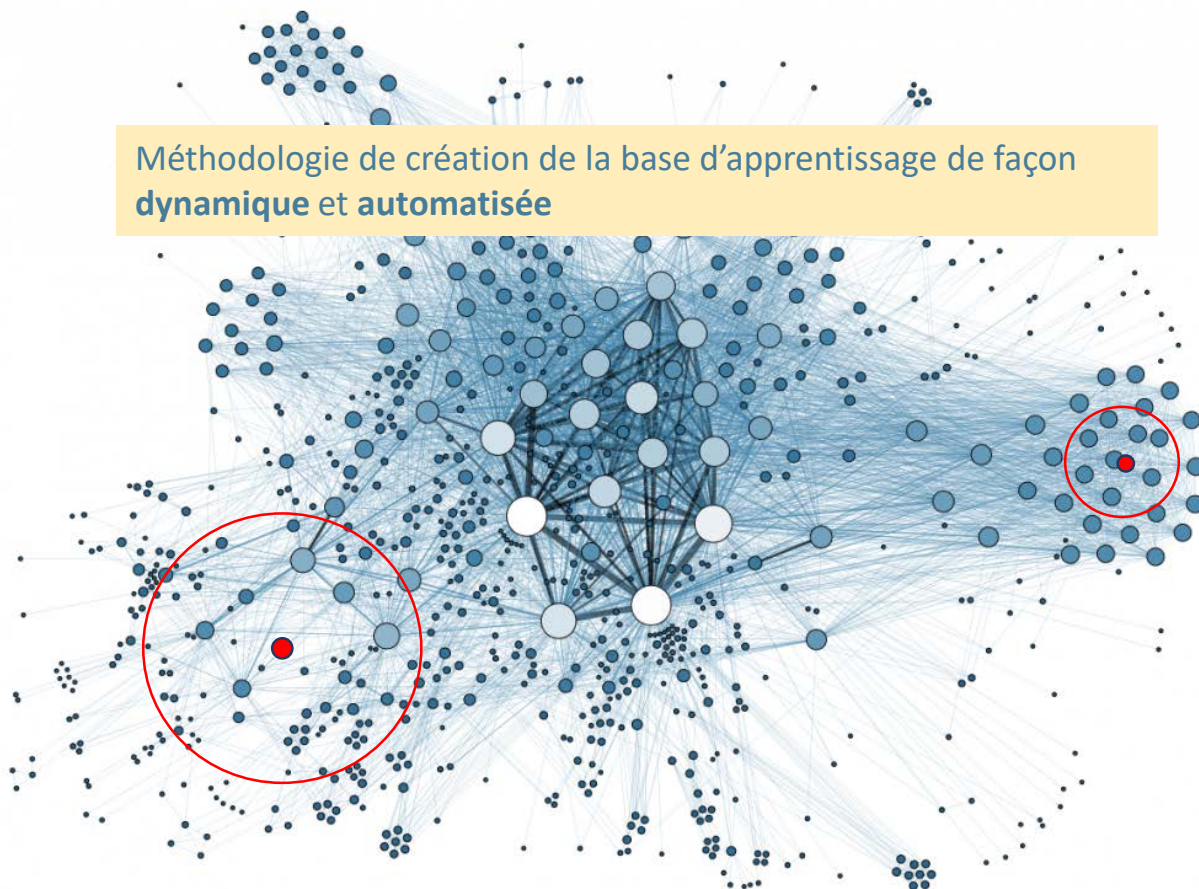 Méthodologie de création de la base d’apprentissage de façon
dynamique et automatisée